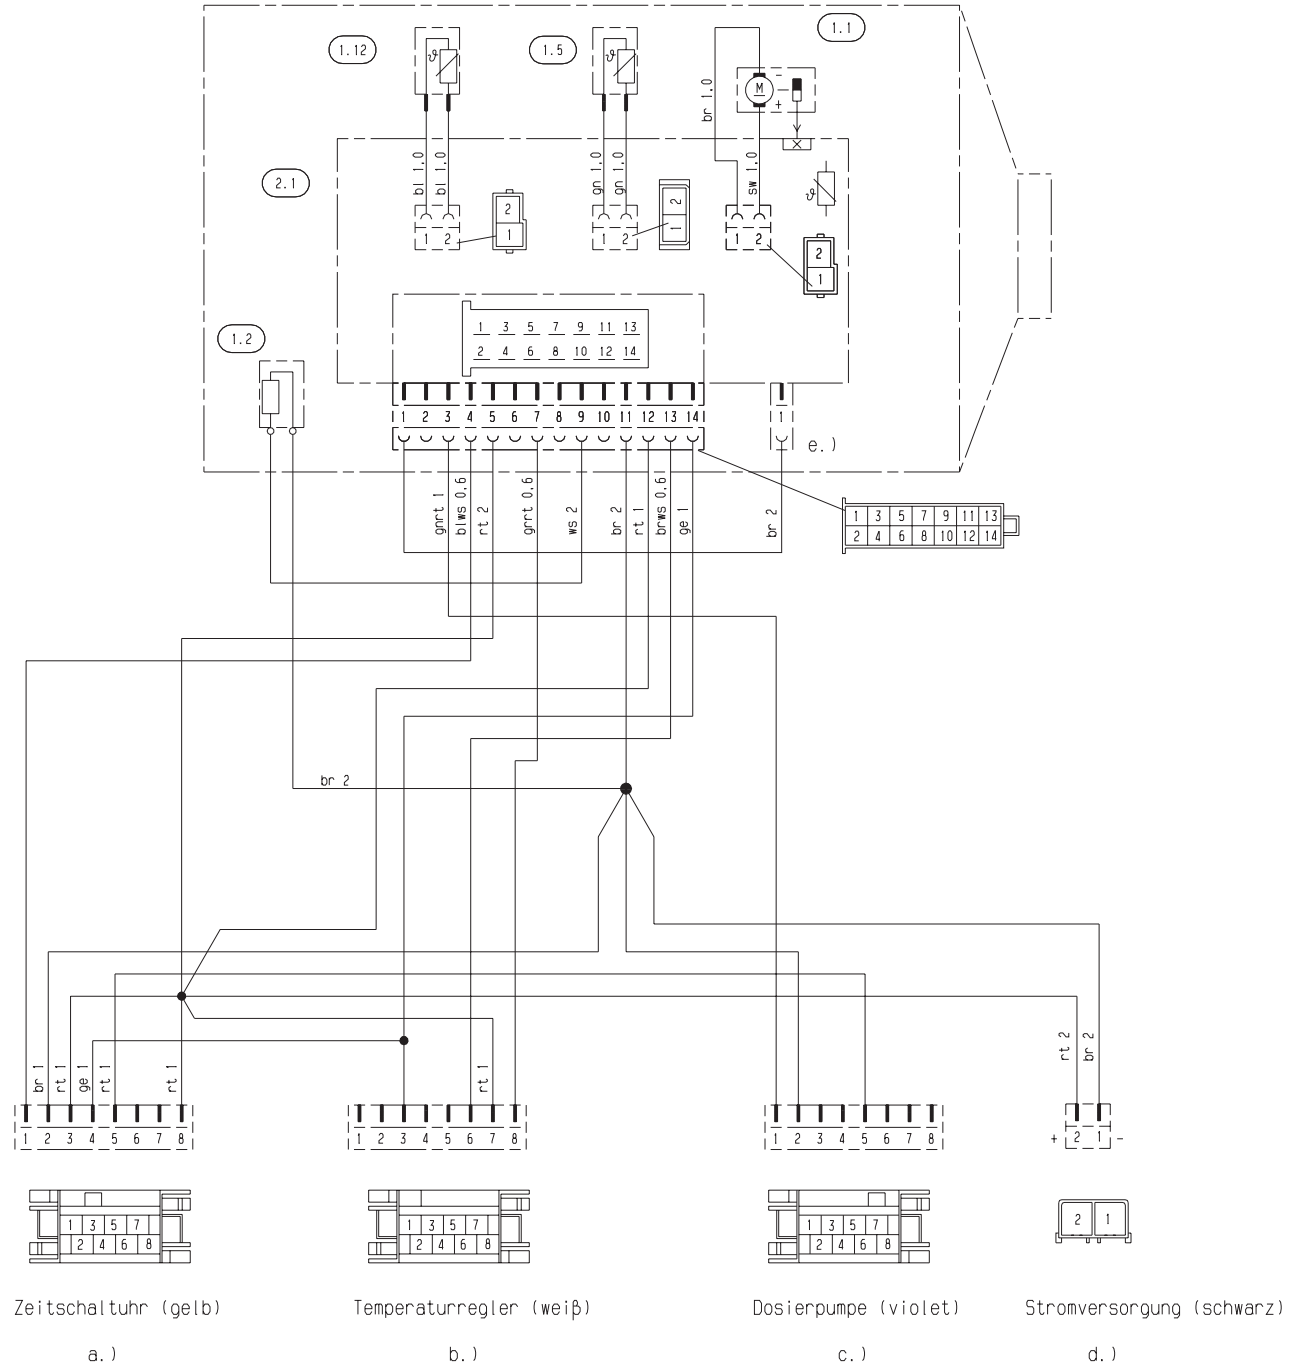 1.12
1.5
1.1
ϑ
ϑ
M
-
+
br 1.0
bl 1.0
bl 1.0
gn 1.0
gn 1.0
sw 1.0
2.1
ϑ
2
1
2
1
1 2
1 2
1 2
2
1
1.2
1 3 5 7 9 11 13
2 4 6 8 10 12 14
1 2 3 4 5 6 7 8 9 10 11 12 13 14
1
e.)
gnrt 1
blws 0.6
rt 2
grrt 0.6
ws 2
br 2
rt 1
brws 0.6
ge 1
br 2
1 3 5 7 9 11 13
2 4 6 8 10 12 14
br 2
br 1
rt 1
ge 1
rt 1
rt 1
rt 1
rt 2
br 2
1 2 3 4 5 6 7 8
1 2 3 4 5 6 7 8
1 2 3 4 5 6 7 8
+ 2 1 -
1 3 5 7
2 4 6 8
1 3 5 7
2 4 6 8
1 3 5 7
2 4 6 8
2 1
Zeitschaltuhr (gelb)
Temperaturregler (weiß)
Dosierpumpe (violet)
Stromversorgung (schwarz)
a.)
b.)
c.)
d.)